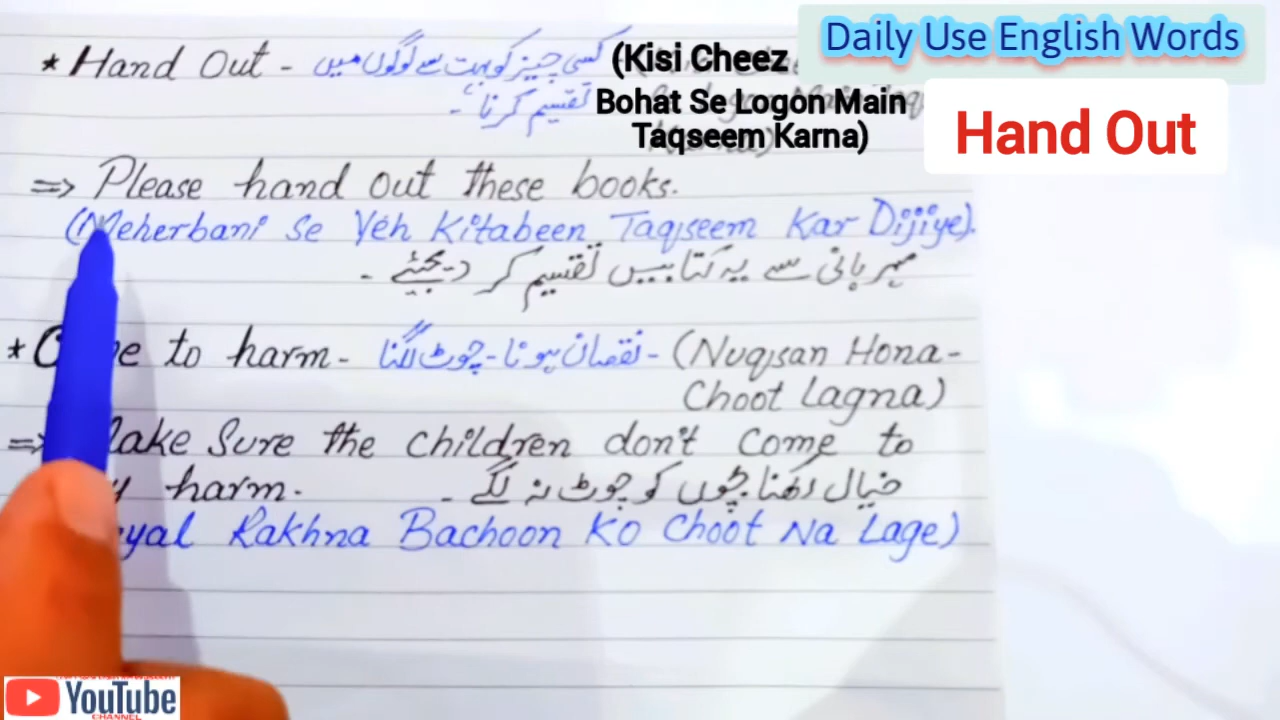 Daily Use English Words
Hand Out
* Hand Out - کسی چیز کو بہت سے لوگوں میں (Kisi Cheez
تقسیم کرنا - Bohat Se Logon Main
Taqseem Karna)
=> Please hand out these books.
(Meherbani Se Yeh Kitabeen Taqseem Kar Dijiye).
مہربانی سے یہ کتابیں تقسیم کر دیجئے -
* to harm - نقصان ہونا - چوٹ لگنا - (Nuqsan Hona -
Choot Lagna)
=> Make Sure the children don't come to
harm. خیال رکھنا بچوں کو چوٹ نہ لگے -
Rakhna Bachoon Ko Choot Na Lage)
YouTube
CHANNEL